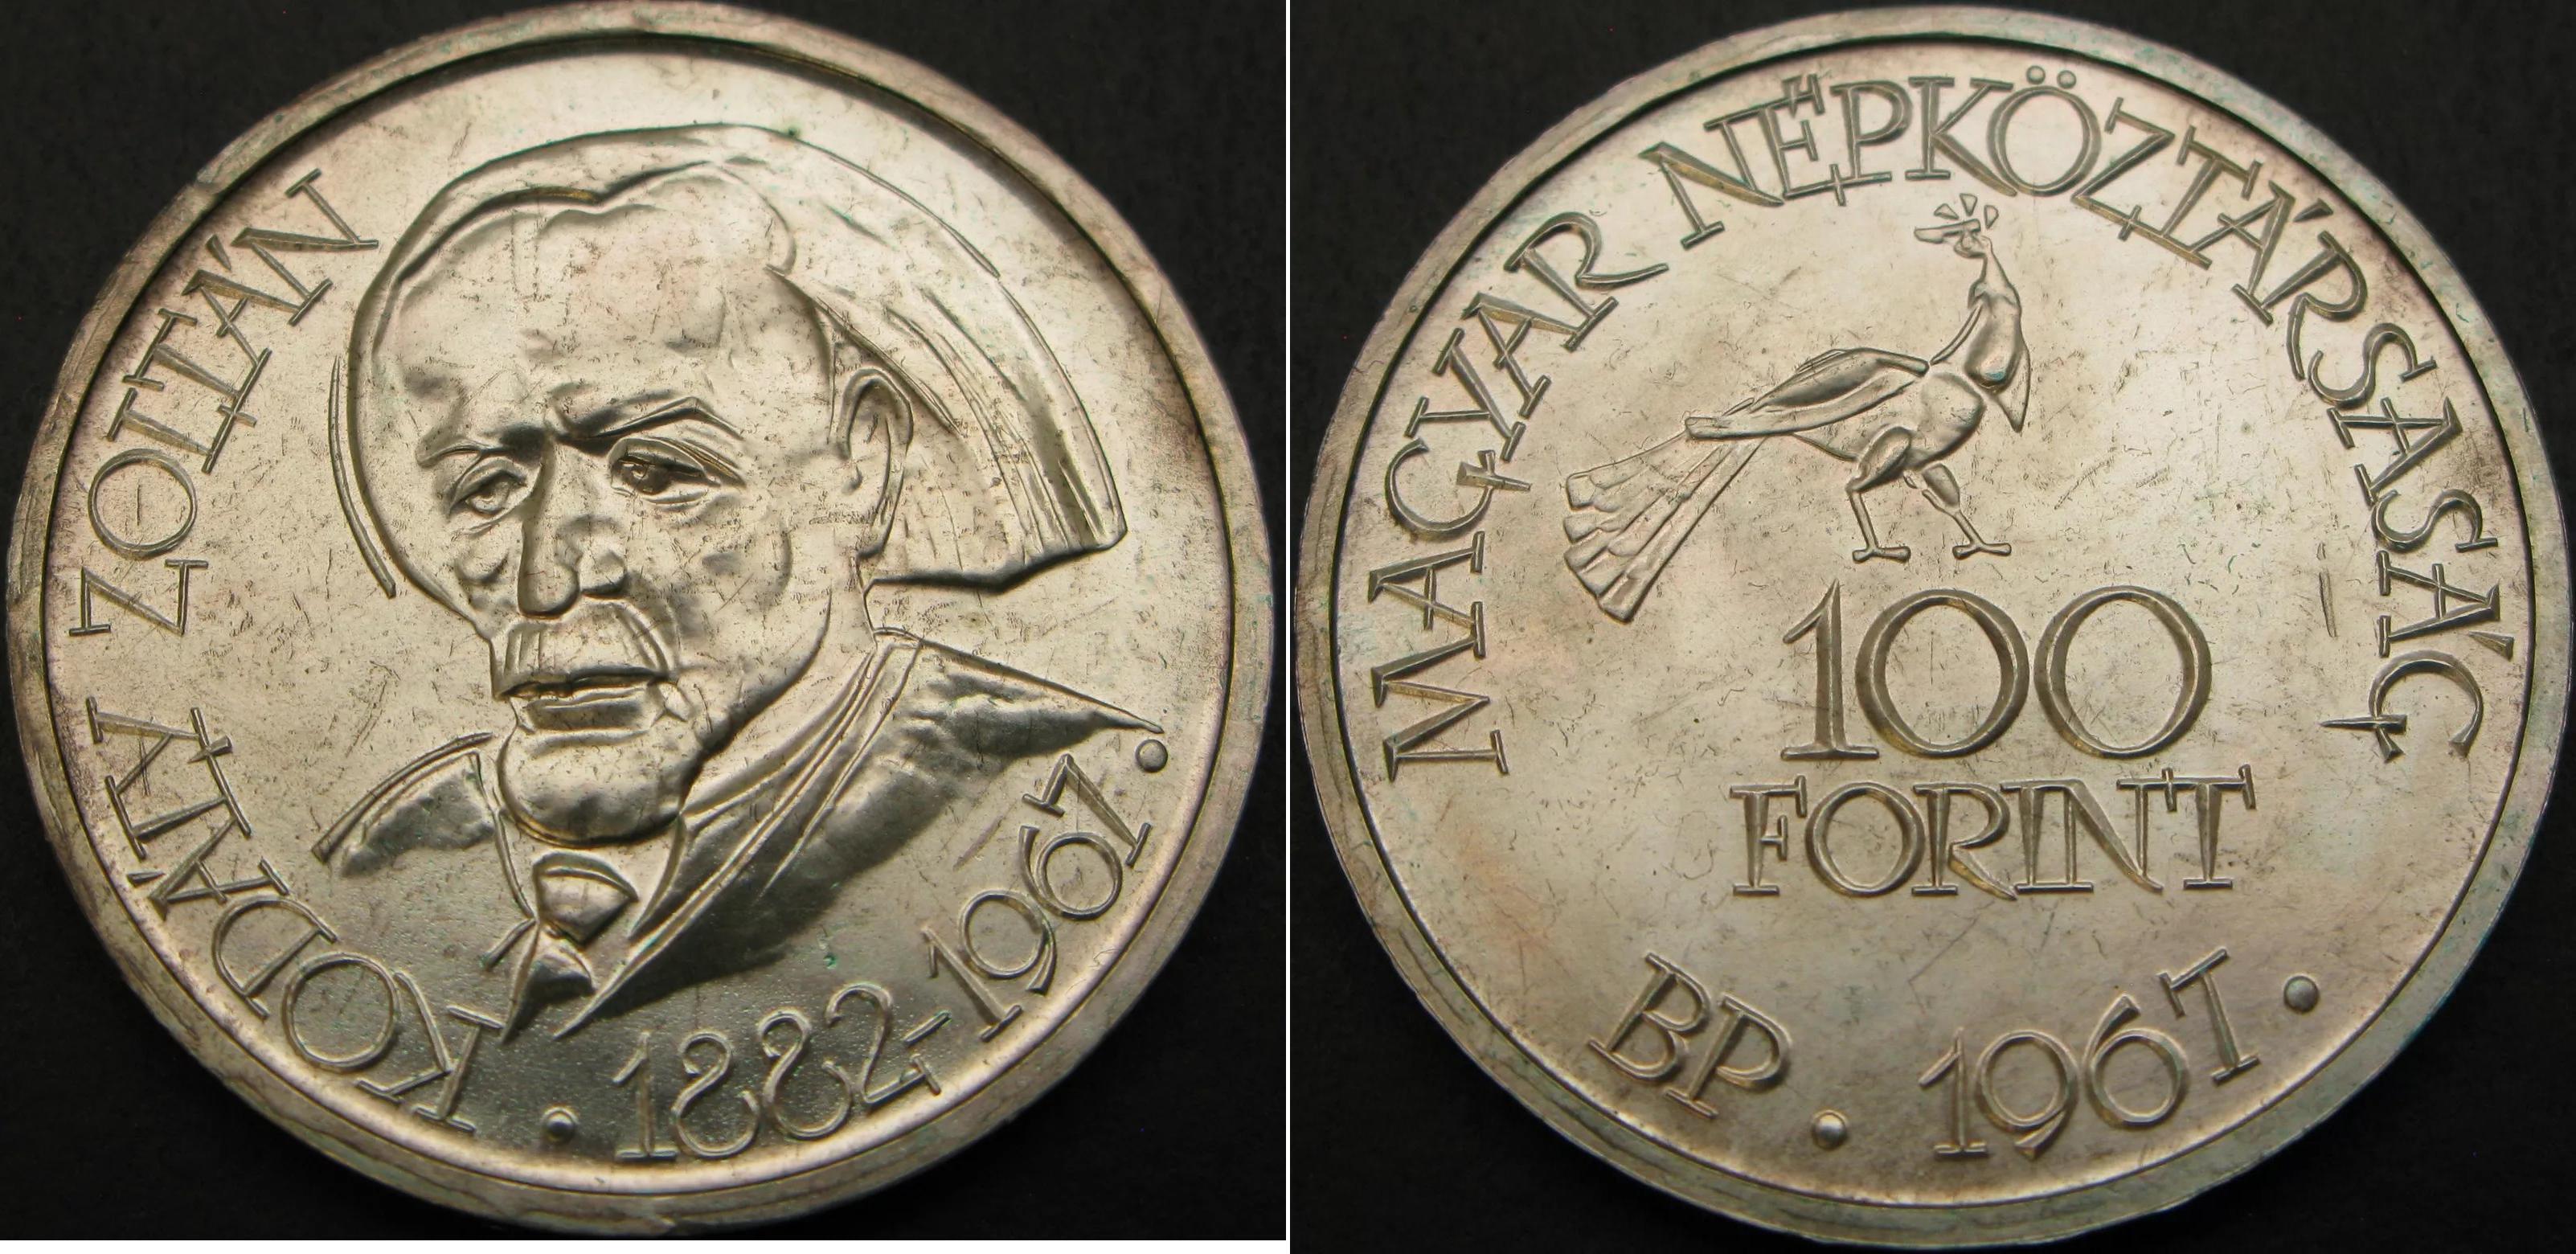 KODÁLY ZOLTÁN
• 1882-1967 •
MAGYAR NÉPKÖZTÁRSASÁG
100
FORINT
BP. • 1967 •